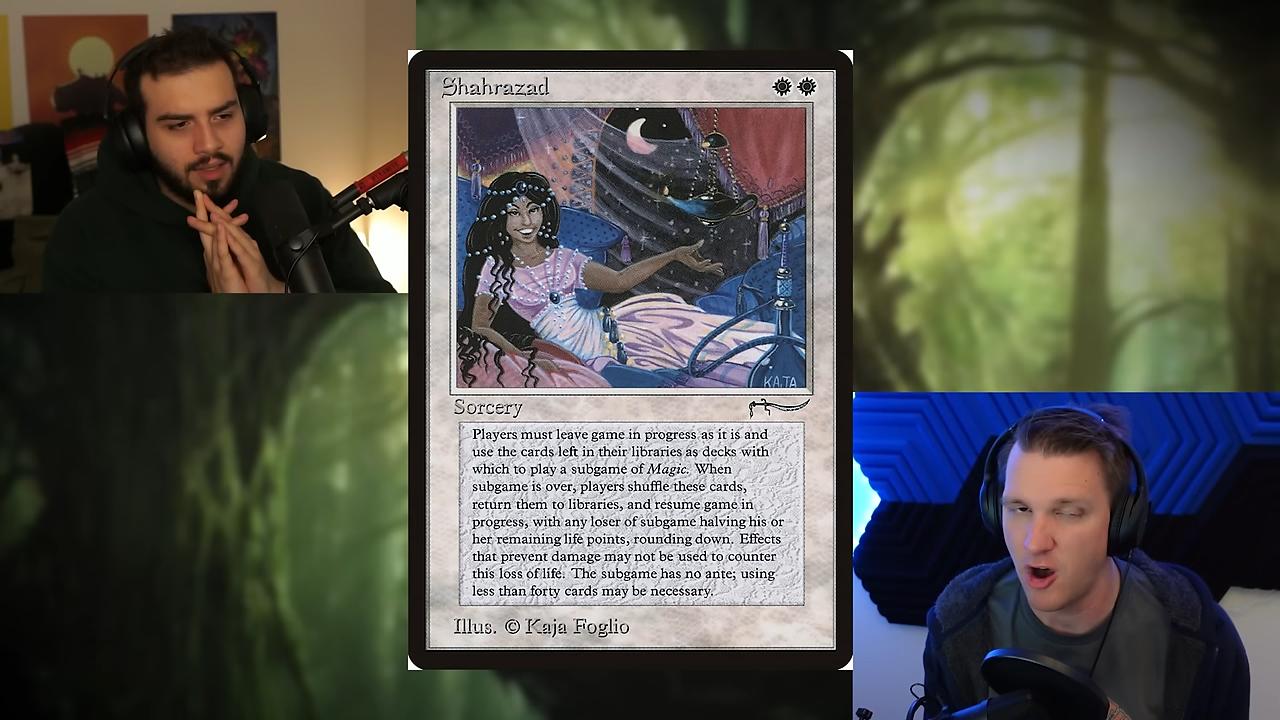 Shahrazad
KAJA
Sorcery
Players must leave game in progress as it is and
use the cards left in their libraries as decks with
which to play a subgame of Magic. When
subgame is over, players shuffle these cards,
return them to libraries, and resume game in
progress, with any loser of subgame halving his or
her remaining life points, rounding down. Effects
that prevent damage may not be used to counter
this loss of life. The subgame has no ante; using
less than forty cards may be necessary.
Illus. © Kaja Foglio